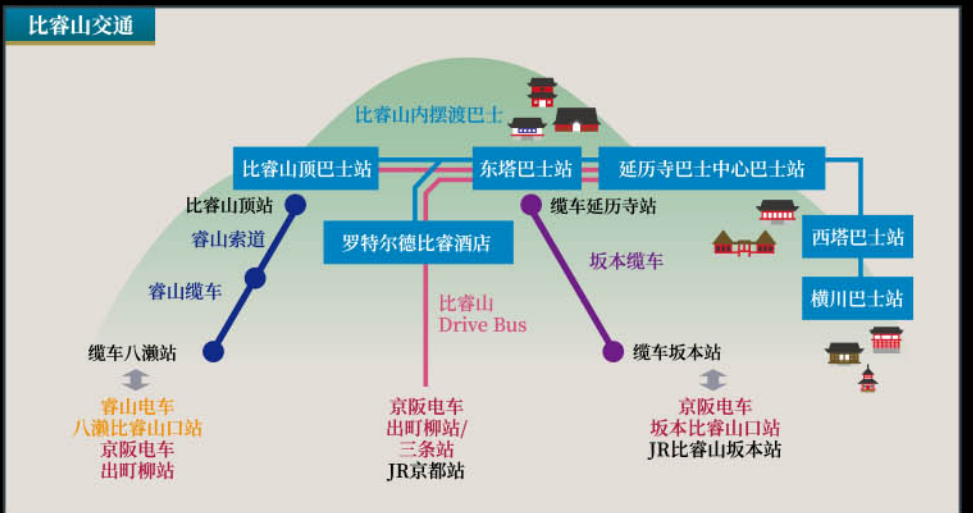 比睿山交通
比睿山内摆渡巴士
比睿山顶巴士站
东塔巴士站
延历寺巴士中心巴士站
比睿山顶站
缆车延历寺站
睿山索道
罗特尔德比睿酒店
西塔巴士站
坂本缆车
睿山缆车
横川巴士站
比睿山
Drive Bus
缆车八濑站
缆车坂本站
睿山电车
八濑比睿山口站
京阪电车
出町柳站
京阪电车
出町柳站/
三条站
JR京都站
京阪电车
坂本比睿山口站
JR比睿山坂本站